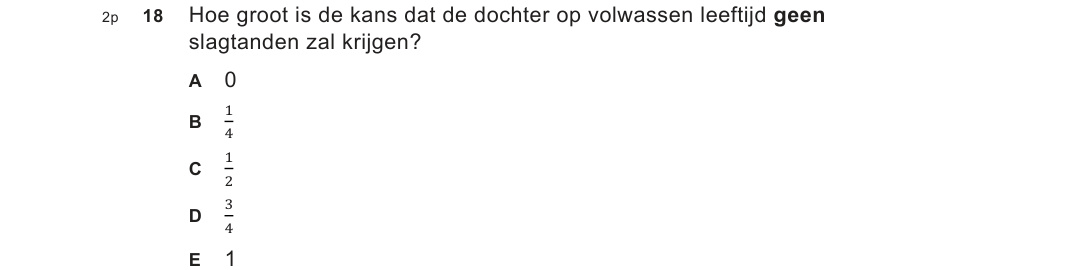 2p 18 Hoe groot is de kans dat de dochter op volwassen leeftijd geen
slagtanden zal krijgen?
A 0
B 1/4
C 1/2
D 3/4
E 1